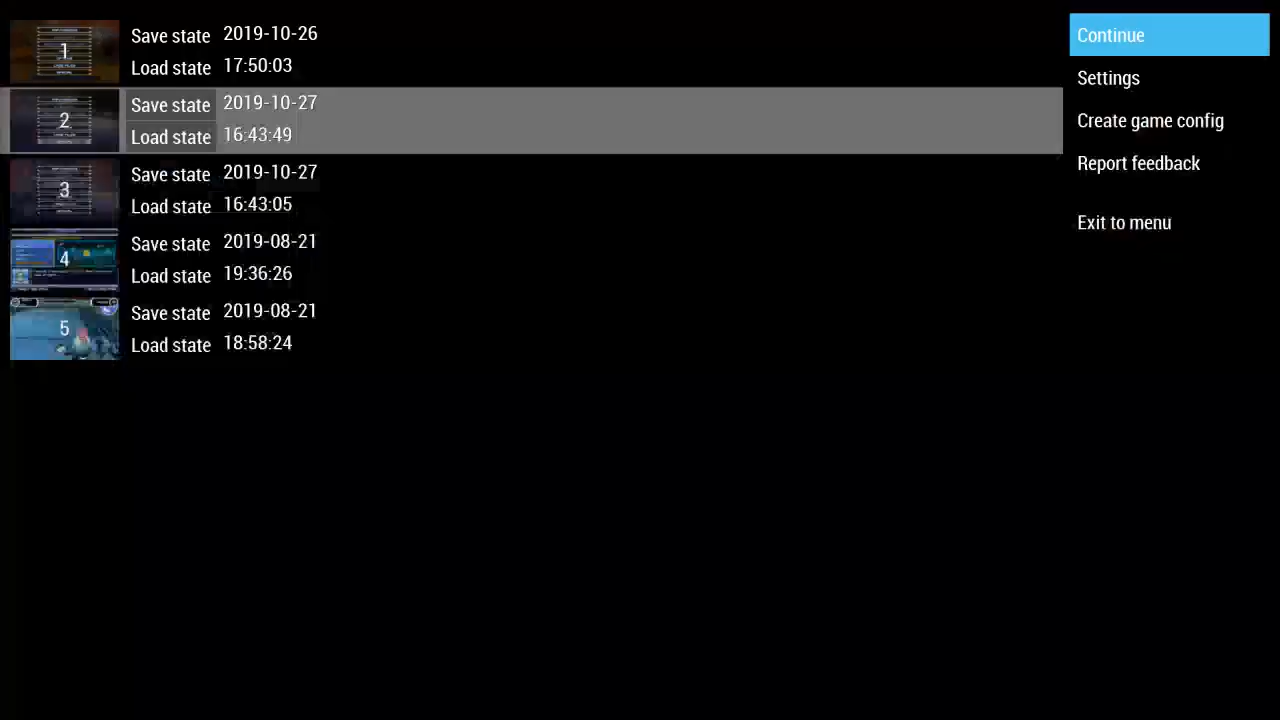 1
Save state 2019-10-26
Load state 17:50:03
2
Save state 2019-10-27
Load state 16:43:49
3
Save state 2019-10-27
Load state 16:43:05
4
Save state 2019-08-21
Load state 19:36:26
5
Save state 2019-08-21
Load state 18:58:24
Continue
Settings
Create game config
Report feedback
Exit to menu